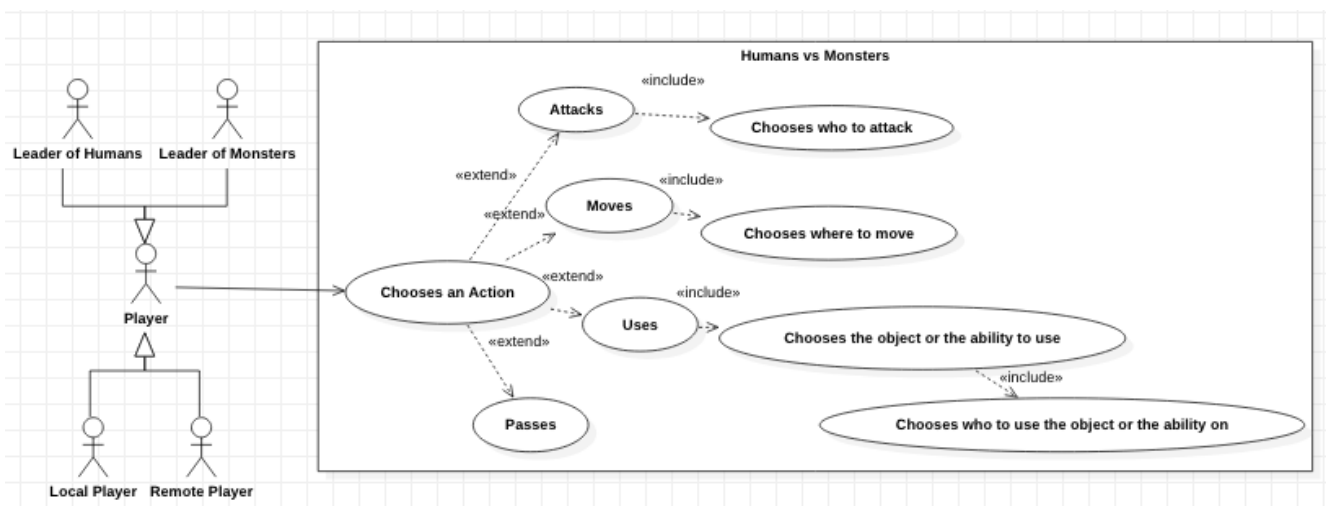 Humans vs Monsters
«include»
Attacks
Chooses who to attack
Leader of Humans
Leader of Monsters
«extend»
«include»
Moves
«extend»
Chooses where to move
«extend»
Chooses an Action
«include»
Player
Uses
Chooses the object or the ability to use
«extend»
«include»
Passes
Chooses who to use the object or the ability on
Local Player
Remote Player